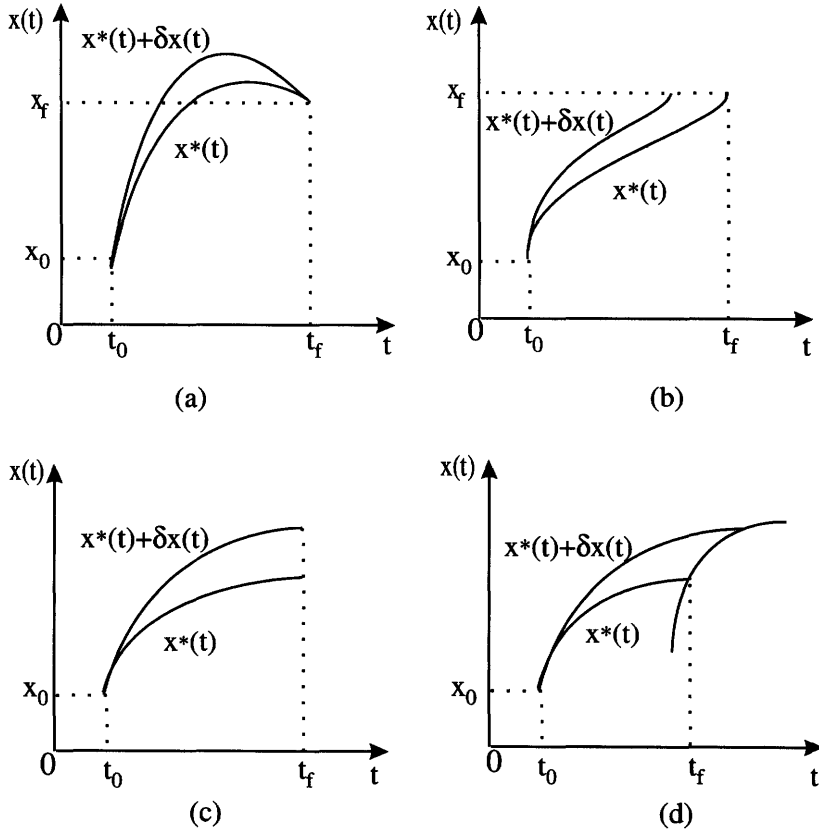 x(t)
x*(t)+δx(t)
x_f
x*(t)
x_0
0
t_0
t_f
t
(a)
x(t)
x_f
x*(t)+δx(t)
x*(t)
x_0
0
t_0
t_f
t
(b)
x(t)
x*(t)+δx(t)
x*(t)
x_0
0
t_0
t_f
t
(c)
x(t)
x*(t)+δx(t)
x*(t)
x_0
0
t_0
t_f
t
(d)